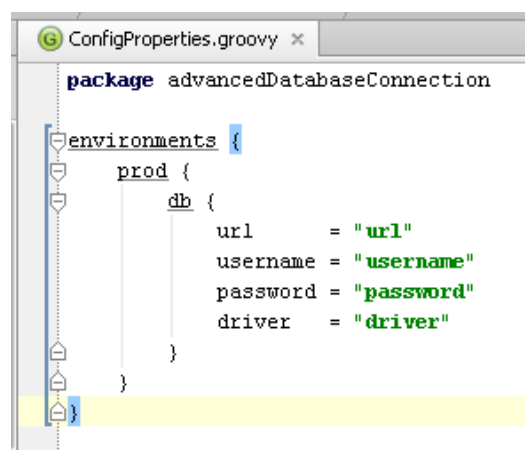 G ConfigProperties.groovy ×
package advancedDatabaseConnection
environments {
prod {
db {
url = "url"
username = "username"
password = "password"
driver = "driver"
}
}
}